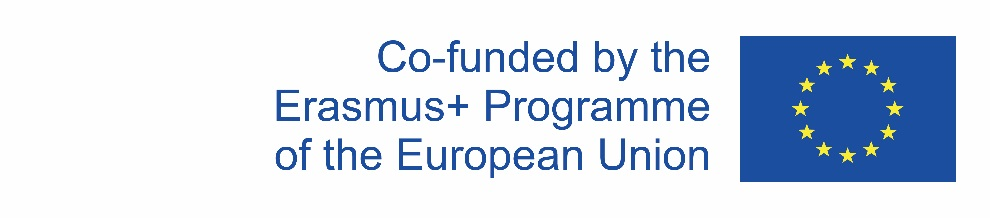 Co-funded by the
Erasmus+ Programme
of the European Union